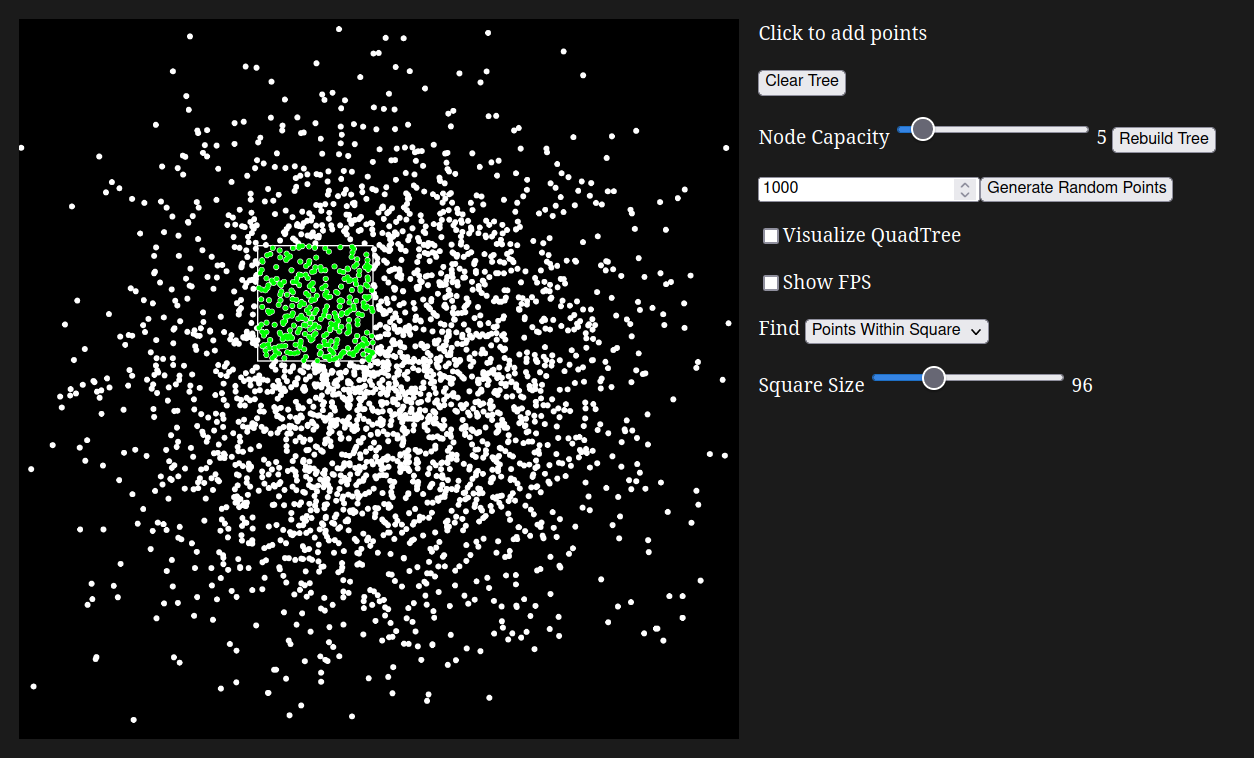 Click to add points
Clear Tree
Node Capacity 5 Rebuild Tree
1000 Generate Random Points
Visualize QuadTree
Show FPS
Find Points Within Square
Square Size 96